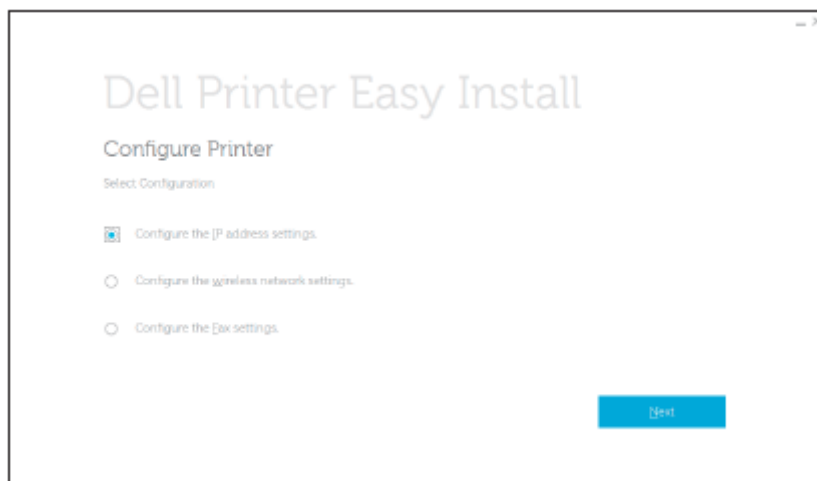 Dell Printer Easy Install
Configure Printer
Select Configuration
Configure the IP address settings.
Configure the wireless network settings.
Configure the Fax settings.
Next